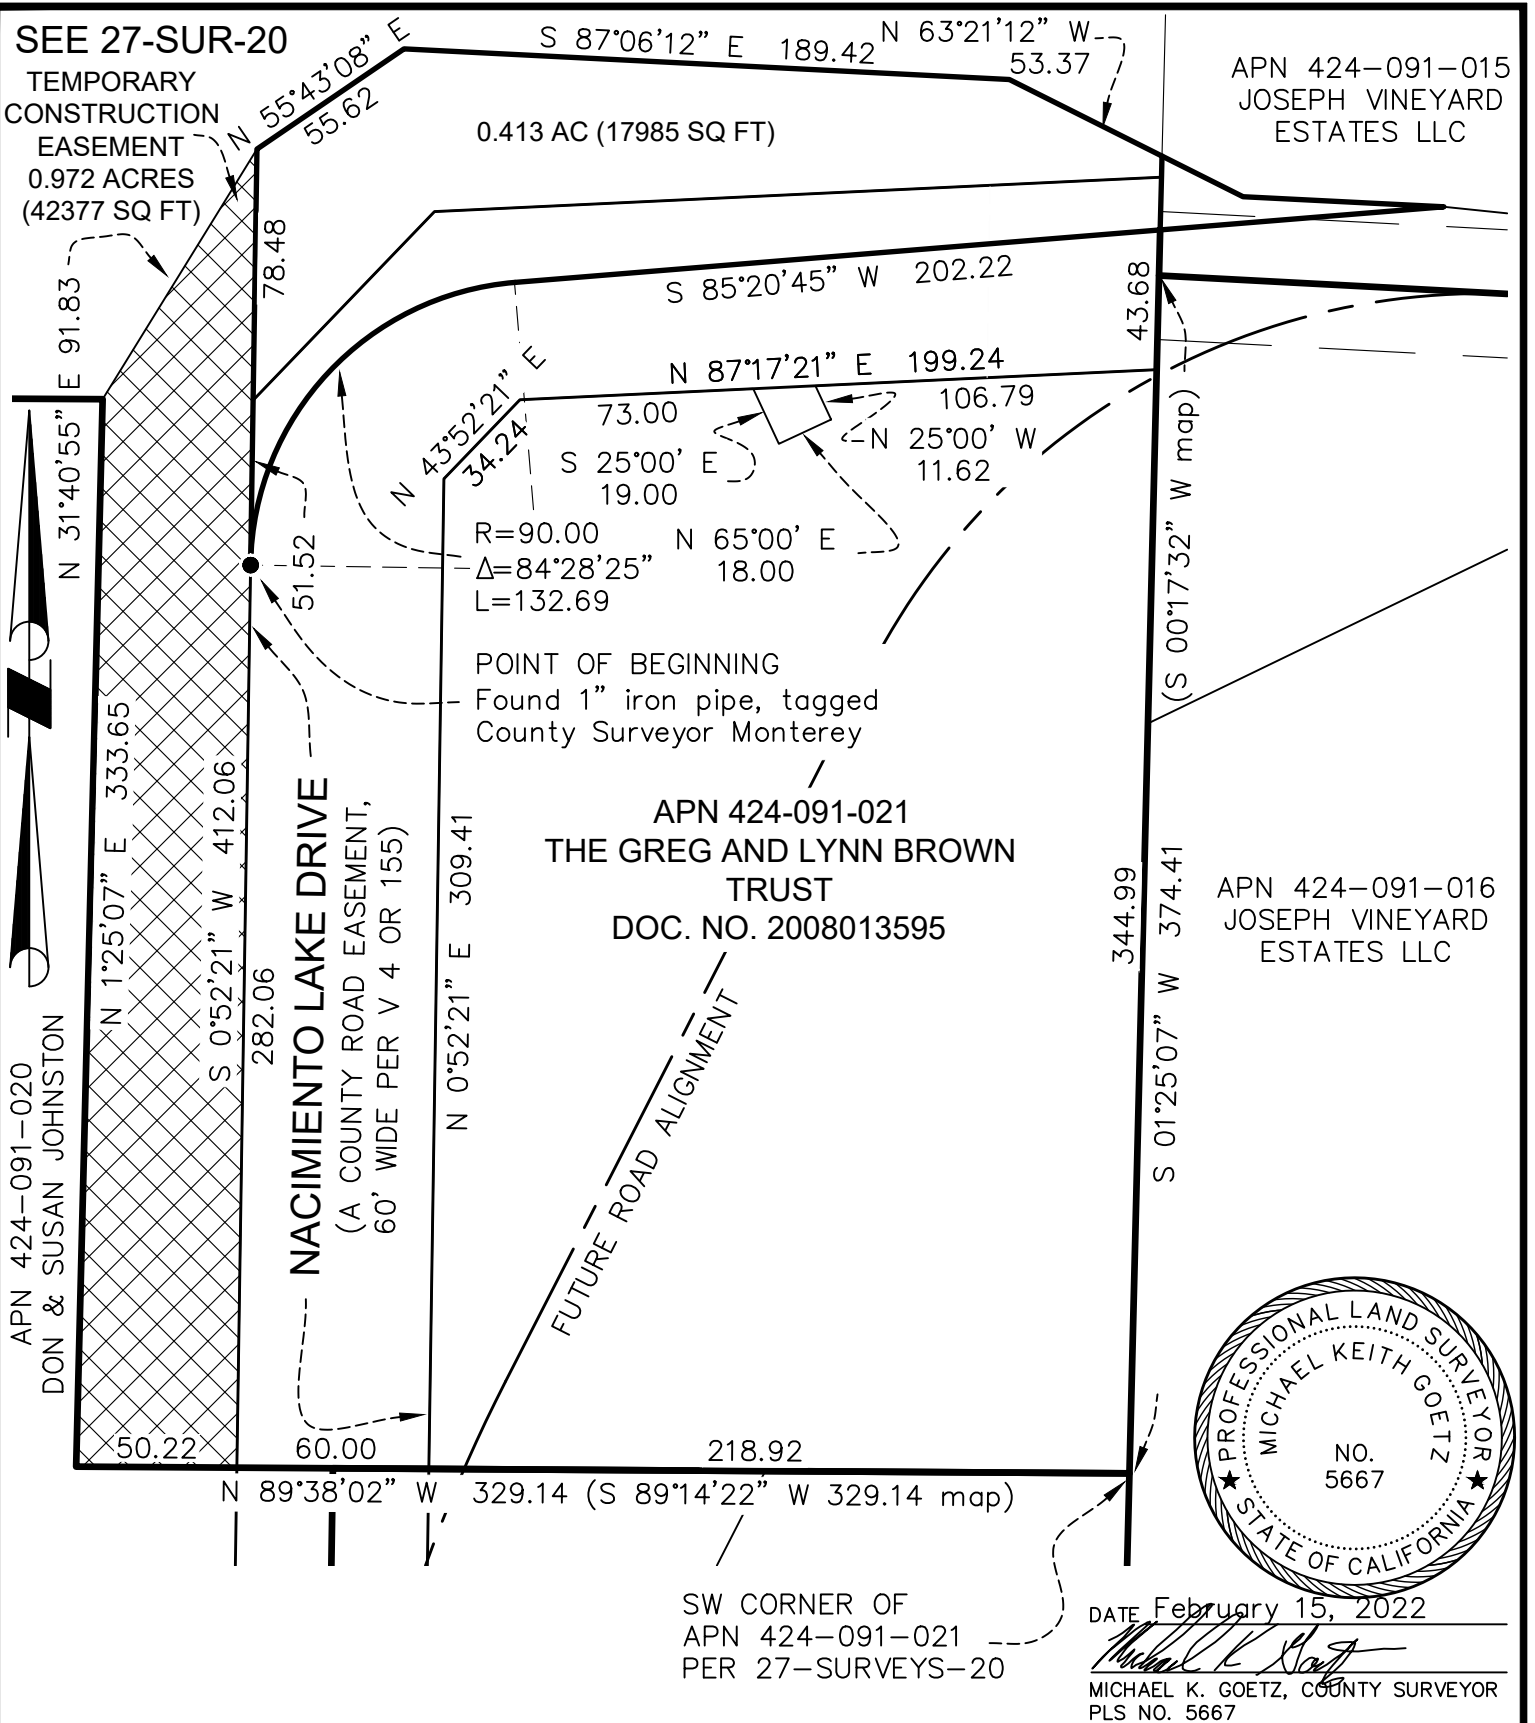 SEE 27-SUR-20
TEMPORARY
CONSTRUCTION
EASEMENT
0.972 ACRES
(42377 SQ FT)
N 55°43'08" E
55.62
S 87°06'12" E 189.42
N 63°21'12" W
53.37
APN 424-091-015
JOSEPH VINEYARD
ESTATES LLC
0.413 AC (17985 SQ FT)
78.48
N 31°40'55" E 91.83
S 85°20'45" W 202.22
43.68
N 87°17'21" E 199.24
73.00
106.79
N 43°52'21" E
34.24
S 25°00' E
19.00
N 25°00' W
11.62
N 65°00' E
18.00
R=90.00
Δ=84°28'25"
L=132.69
51.52
(S 00°17'32" W map)
POINT OF BEGINNING
Found 1" iron pipe, tagged
County Surveyor Monterey
N 1°25'07" E 333.65
S 0°52'21" W 412.06
282.06
NACIMIENTO LAKE DRIVE
(A COUNTY ROAD EASEMENT,
60' WIDE PER V 4 OR 155)
N 0°52'21" E 309.41
APN 424-091-021
THE GREG AND LYNN BROWN
TRUST
DOC. NO. 2008013595
344.99
S 01°25'07" W 374.41
APN 424-091-016
JOSEPH VINEYARD
ESTATES LLC
APN 424-091-020
DON & SUSAN JOHNSTON
FUTURE ROAD ALIGNMENT
50.22
60.00
218.92
N 89°38'02" W 329.14 (S 89°14'22" W 329.14 map)
PROFESSIONAL LAND SURVEYOR
MICHAEL KEITH GOETZ
NO.
5667
STATE OF CALIFORNIA
SW CORNER OF
APN 424-091-021
PER 27-SURVEYS-20
DATE February 15, 2022
Michael K Goetz
MICHAEL K. GOETZ, COUNTY SURVEYOR
PLS NO. 5667